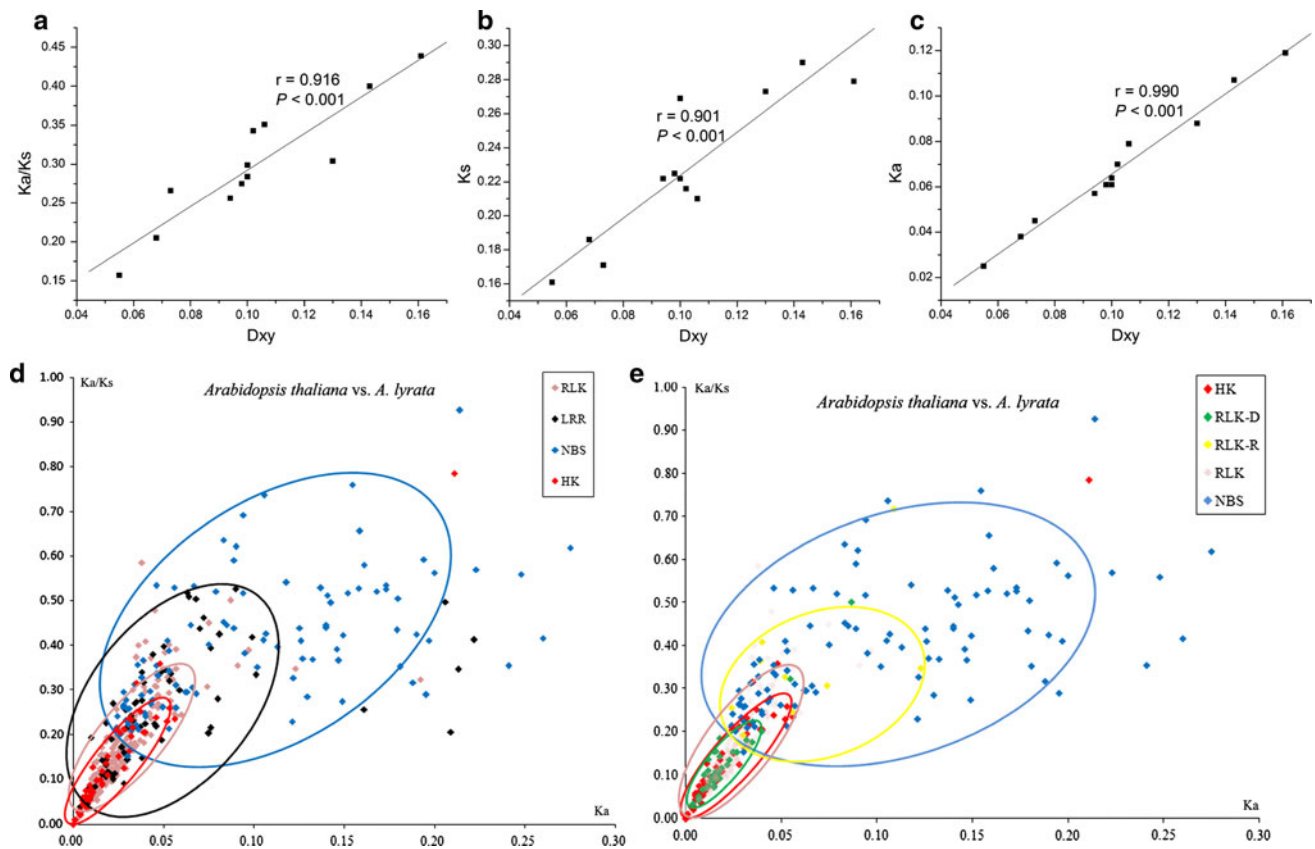 a
r = 0.916
P < 0.001
Ka/Ks
0.45
0.40
0.35
0.30
0.25
0.20
0.15
0.04 0.06 0.08 0.10 0.12 0.14 0.16
Dxy
b
r = 0.901
P < 0.001
Ks
0.30
0.28
0.26
0.24
0.22
0.20
0.18
0.16
0.04 0.06 0.08 0.10 0.12 0.14 0.16
Dxy
c
r = 0.990
P < 0.001
Ka
0.12
0.10
0.08
0.06
0.04
0.02
0.04 0.06 0.08 0.10 0.12 0.14 0.16
Dxy
d
Ka/Ks
Arabidopsis thaliana vs. A. lyrata
RLK
LRR
NBS
HK
1.00
0.90
0.80
0.70
0.60
0.50
0.40
0.30
0.20
0.10
0.00
0.00 0.05 0.10 0.15 0.20 0.25 0.30
Ka
e
Ka/Ks
Arabidopsis thaliana vs. A. lyrata
HK
RLK-D
RLK-R
RLK
NBS
1.00
0.90
0.80
0.70
0.60
0.50
0.40
0.30
0.20
0.10
0.00
0.00 0.05 0.10 0.15 0.20 0.25 0.30
Ka